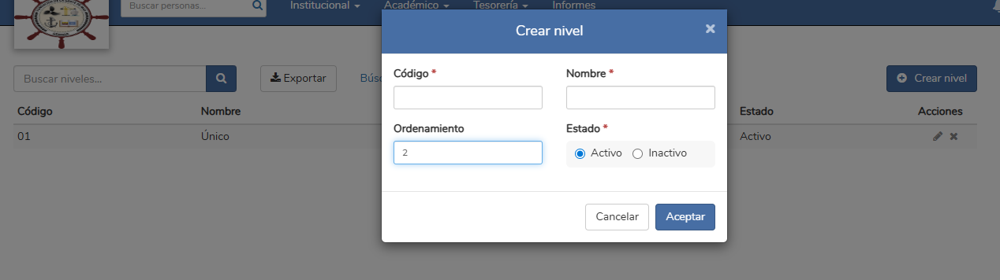 Buscar personas...
Institucional
Académico
Tesorería
Informes
Crear nivel ×
Código * Nombre *
Ordenamiento Estado *
2 Activo Inactivo
Cancelar Aceptar
Buscar niveles...
Exportar
Crear nivel
Código Nombre Estado Acciones
01 Único Activo